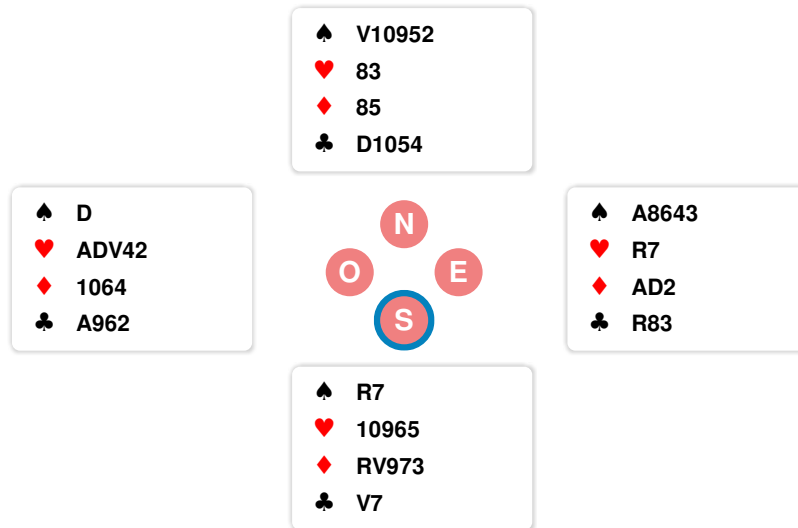 ♠ V10952
♥ 83
♦ 85
♣ D1054
♠ D
♥ ADV42
♦ 1064
♣ A962
N
O
E
S
♠ A8643
♥ R7
♦ AD2
♣ R83
♠ R7
♥ 10965
♦ RV973
♣ V7